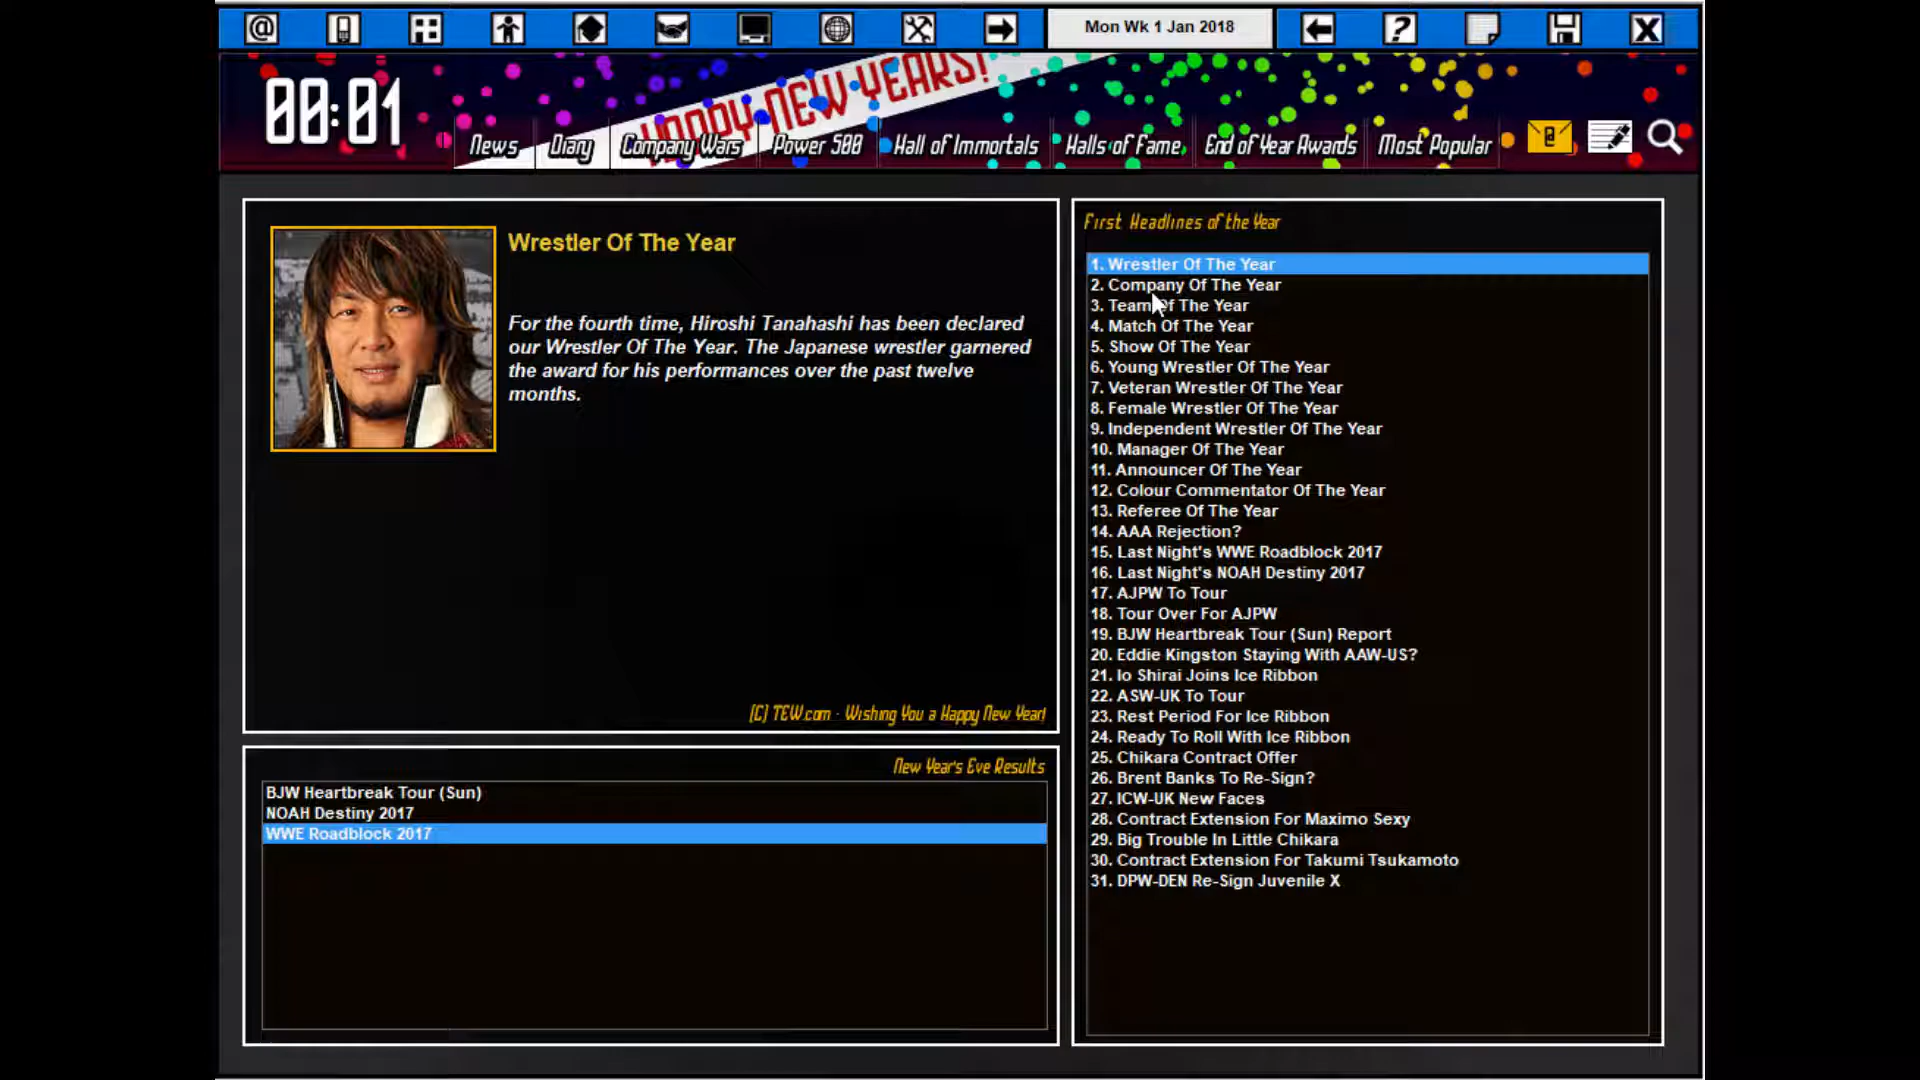 Mon Wk 1 Jan 2018
HAPPY NEW YEARS!
00:01
News
Diary
Company Wars
Power 500
Hall of Immortals
Halls of Fame
End of Year Awards
Most Popular
Wrestler Of The Year
For the fourth time, Hiroshi Tanahashi has been declared
our Wrestler Of The Year. The Japanese wrestler garnered
the award for his performances over the past twelve
months.
(C) TEW.com - Wishing You a Happy New Year!
New Year's Eve Results
BJW Heartbreak Tour (Sun)
NOAH Destiny 2017
WWE Roadblock 2017
First Headlines of the Year
1. Wrestler Of The Year
2. Company Of The Year
3. Team Of The Year
4. Match Of The Year
5. Show Of The Year
6. Young Wrestler Of The Year
7. Veteran Wrestler Of The Year
8. Female Wrestler Of The Year
9. Independent Wrestler Of The Year
10. Manager Of The Year
11. Announcer Of The Year
12. Colour Commentator Of The Year
13. Referee Of The Year
14. AAA Rejection?
15. Last Night's WWE Roadblock 2017
16. Last Night's NOAH Destiny 2017
17. AJPW To Tour
18. Tour Over For AJPW
19. BJW Heartbreak Tour (Sun) Report
20. Eddie Kingston Staying With AAW-US?
21. Io Shirai Joins Ice Ribbon
22. ASW-UK To Tour
23. Rest Period For Ice Ribbon
24. Ready To Roll With Ice Ribbon
25. Chikara Contract Offer
26. Brent Banks To Re-Sign?
27. ICW-UK New Faces
28. Contract Extension For Maximo Sexy
29. Big Trouble In Little Chikara
30. Contract Extension For Takumi Tsukamoto
31. DPW-DEN Re-Sign Juvenile X